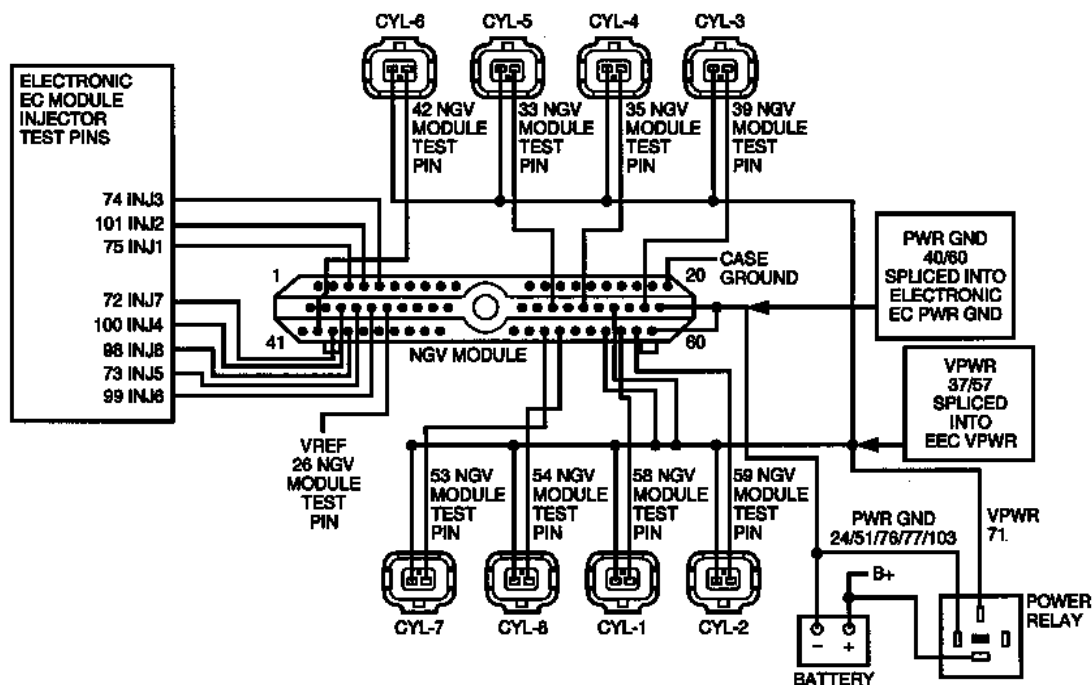 CYL-6
CYL-5
CYL-4
CYL-3
ELECTRONIC
EC MODULE
INJECTOR
TEST PINS
42 NGV
MODULE
TEST
PIN
33 NGV
MODULE
TEST
PIN
35 NGV
MODULE
TEST
PIN
39 NGV
MODULE
TEST
PIN
74 INJ3
101 INJ2
75 INJ1
72 INJ7
100 INJ4
98 INJ8
73 INJ5
99 INJ6
1
20
CASE
GROUND
41
60
NGV MODULE
PWR GND
40/60
SPLICED INTO
ELECTRONIC
EC PWR GND
VPWR
37/57
SPLICED
INTO
EEC VPWR
VREF
26 NGV
MODULE
TEST
PIN
53 NGV
MODULE
TEST
PIN
54 NGV
MODULE
TEST
PIN
58 NGV
MODULE
TEST
PIN
59 NGV
MODULE
TEST
PIN
PWR GND
24/51/76/77/103
VPWR
71
B+
CYL-7
CYL-8
CYL-1
CYL-2
- +
BATTERY
POWER
RELAY